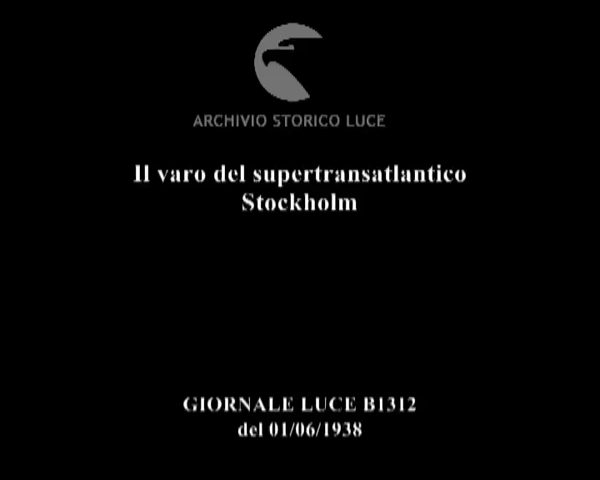 ARCHIVIO STORICO LUCE
Il varo del supertransatlantico
Stockholm
GIORNALE LUCE B1312
del 01/06/1938